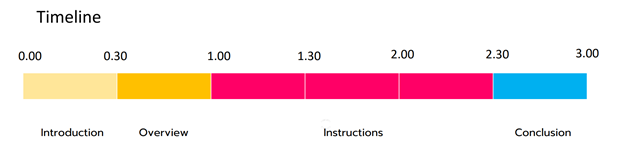 Timeline
0.00 0.30 1.00 1.30 2.00 2.30 3.00
Introduction Overview Instructions Conclusion